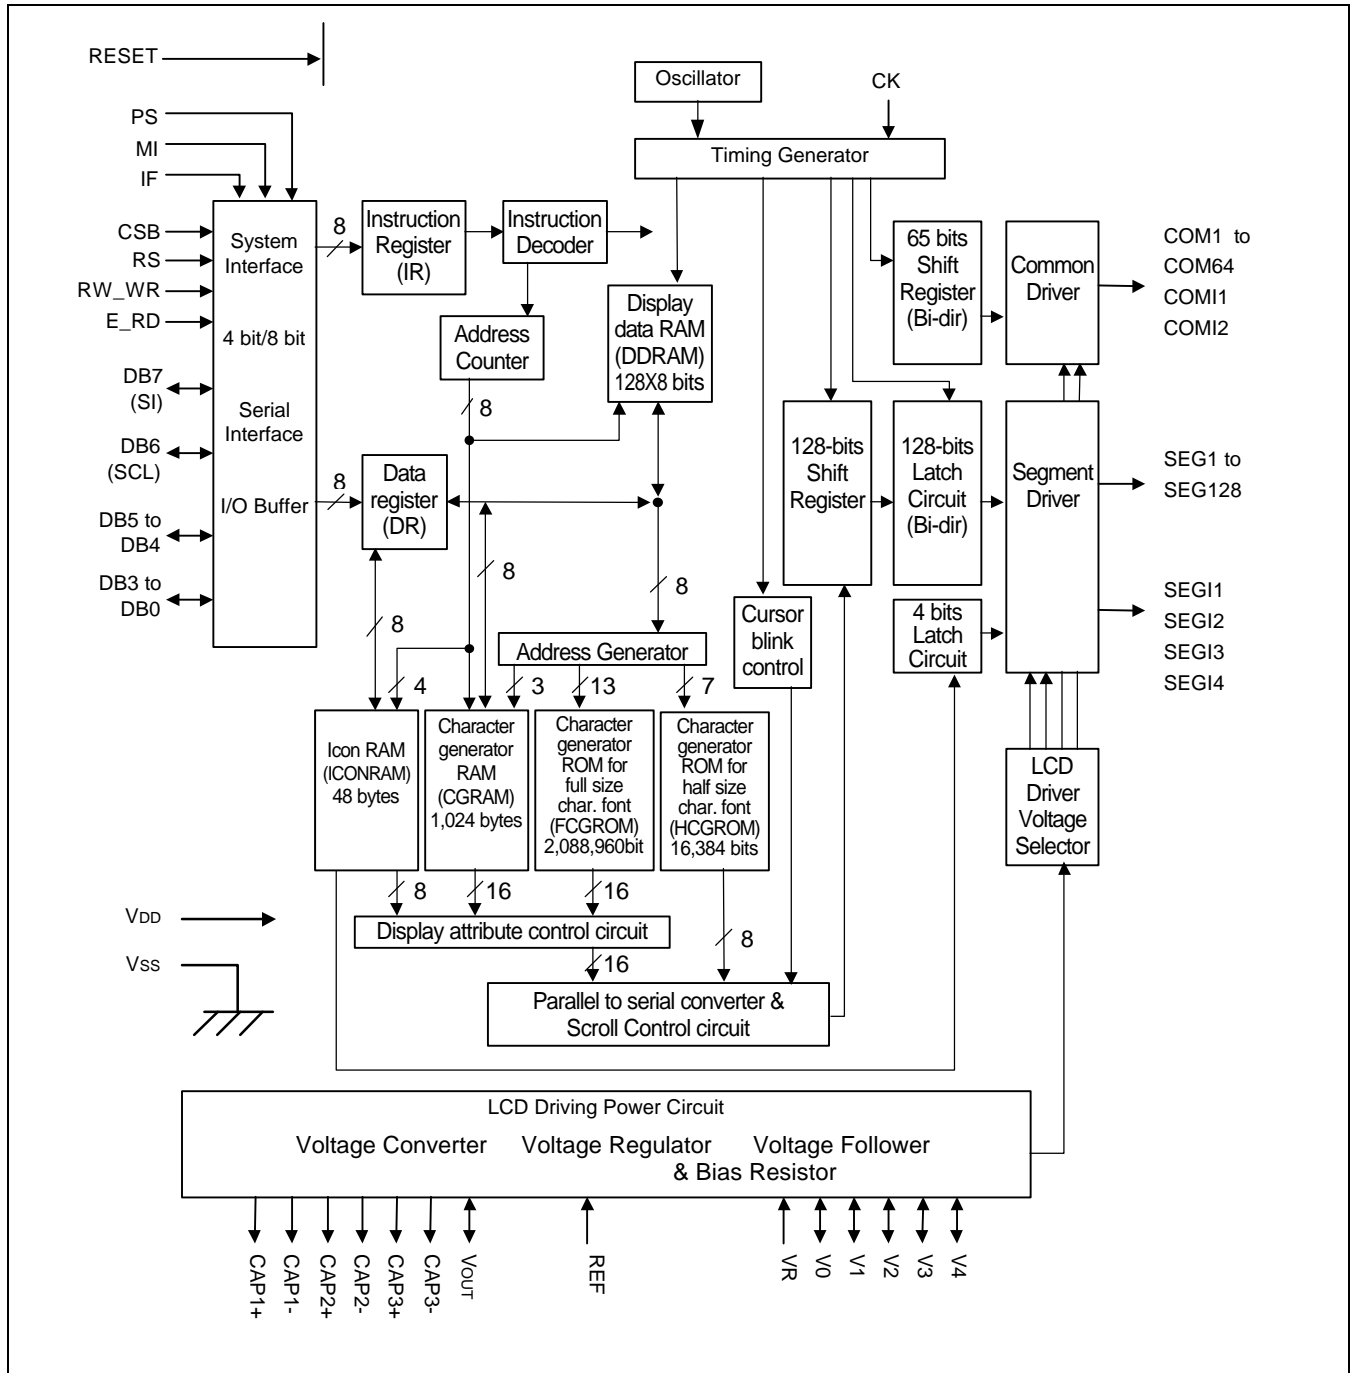 RESET
PS
MI
IF
CSB
RS
RW_WR
E_RD
DB7
(SI)
DB6
(SCL)
DB5 to
DB4
DB3 to
DB0
System
Interface
4 bit/8 bit
Serial
Interface
I/O Buffer
8
Instruction
Register
(IR)
Instruction
Decoder
Address
Counter
8
8
Data
register
(DR)
8
8
8
Oscillator
CK
Timing Generator
Display
data RAM
(DDRAM)
128X8 bits
65 bits
Shift
Register
(Bi-dir)
Common
Driver
COM1 to
COM64
COMI1
COMI2
128-bits
Shift
Register
128-bits
Latch
Circuit
(Bi-dir)
Segment
Driver
SEG1 to
SEG128
SEGI1
SEGI2
SEGI3
SEGI4
Cursor
blink
control
4 bits
Latch
Circuit
Address Generator
4
3
13
7
Icon RAM
(ICONRAM)
48 bytes
Character
generator
RAM
(CGRAM)
1,024 bytes
Character
generator
ROM for
full size
char. font
(FCGROM)
2,088,960bit
Character
generator
ROM for
half size
char. font
(HCGROM)
16,384 bits
LCD
Driver
Voltage
Selector
8
16
16
8
VDD
VSS
Display attribute control circuit
16
Parallel to serial converter &
Scroll Control circuit
LCD Driving Power Circuit
Voltage Converter
Voltage Regulator
Voltage Follower
& Bias Resistor
CAP1+
CAP1-
CAP2+
CAP2-
CAP3+
CAP3-
VOUT
REF
VR
V0
V1
V2
V3
V4